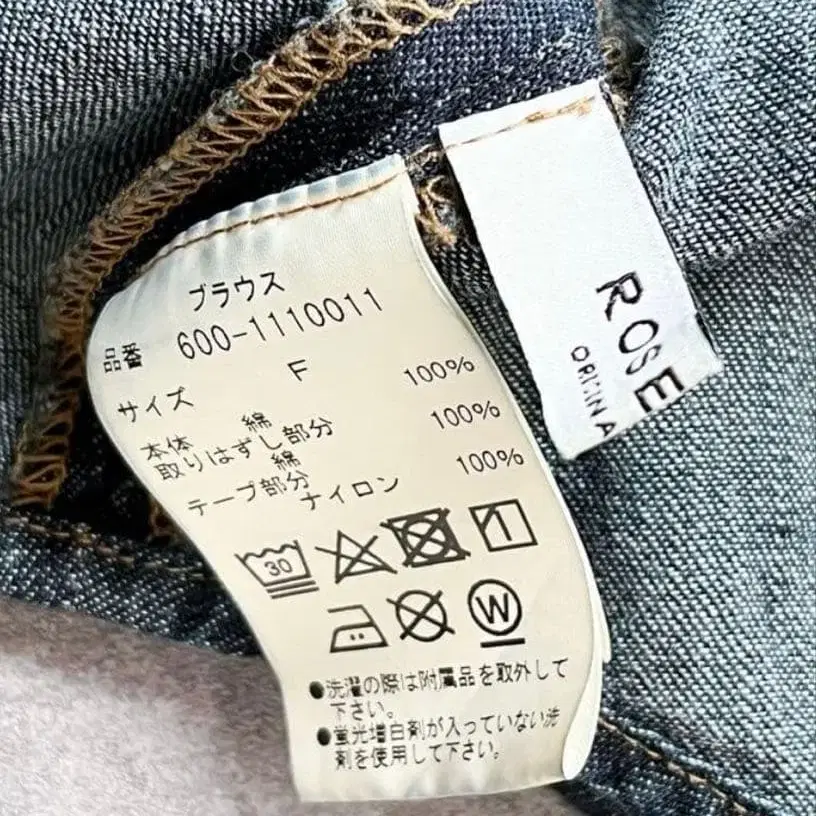 ブラウス
品番 600-1110011
サイズ F
本体
綿 100%
取りはずし部分
綿 100%
テープ部分
ナイロン 100%
30
W
●洗濯の際は附属品を取外して
下さい。
●蛍光増白剤が入っていない洗
剤を使用して下さい。
ROSE
ORIGINA